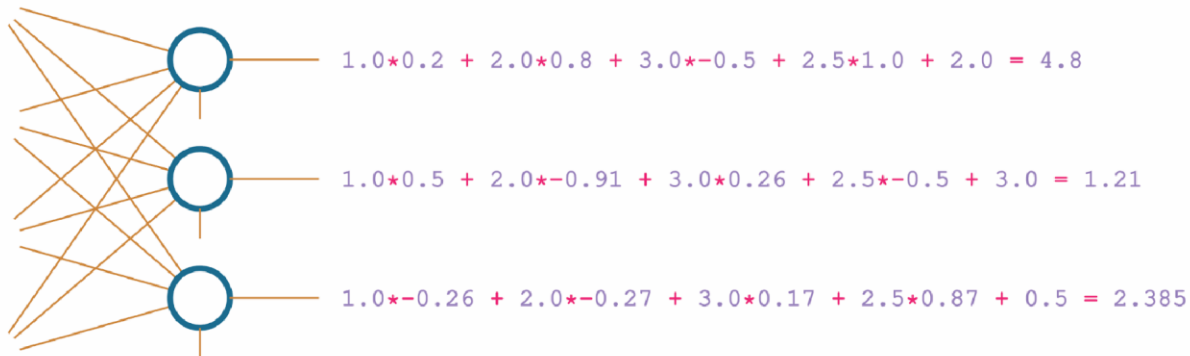 1.0*0.2 + 2.0*0.8 + 3.0*-0.5 + 2.5*1.0 + 2.0 = 4.8
1.0*0.5 + 2.0*-0.91 + 3.0*0.26 + 2.5*-0.5 + 3.0 = 1.21
1.0*-0.26 + 2.0*-0.27 + 3.0*0.17 + 2.5*0.87 + 0.5 = 2.385